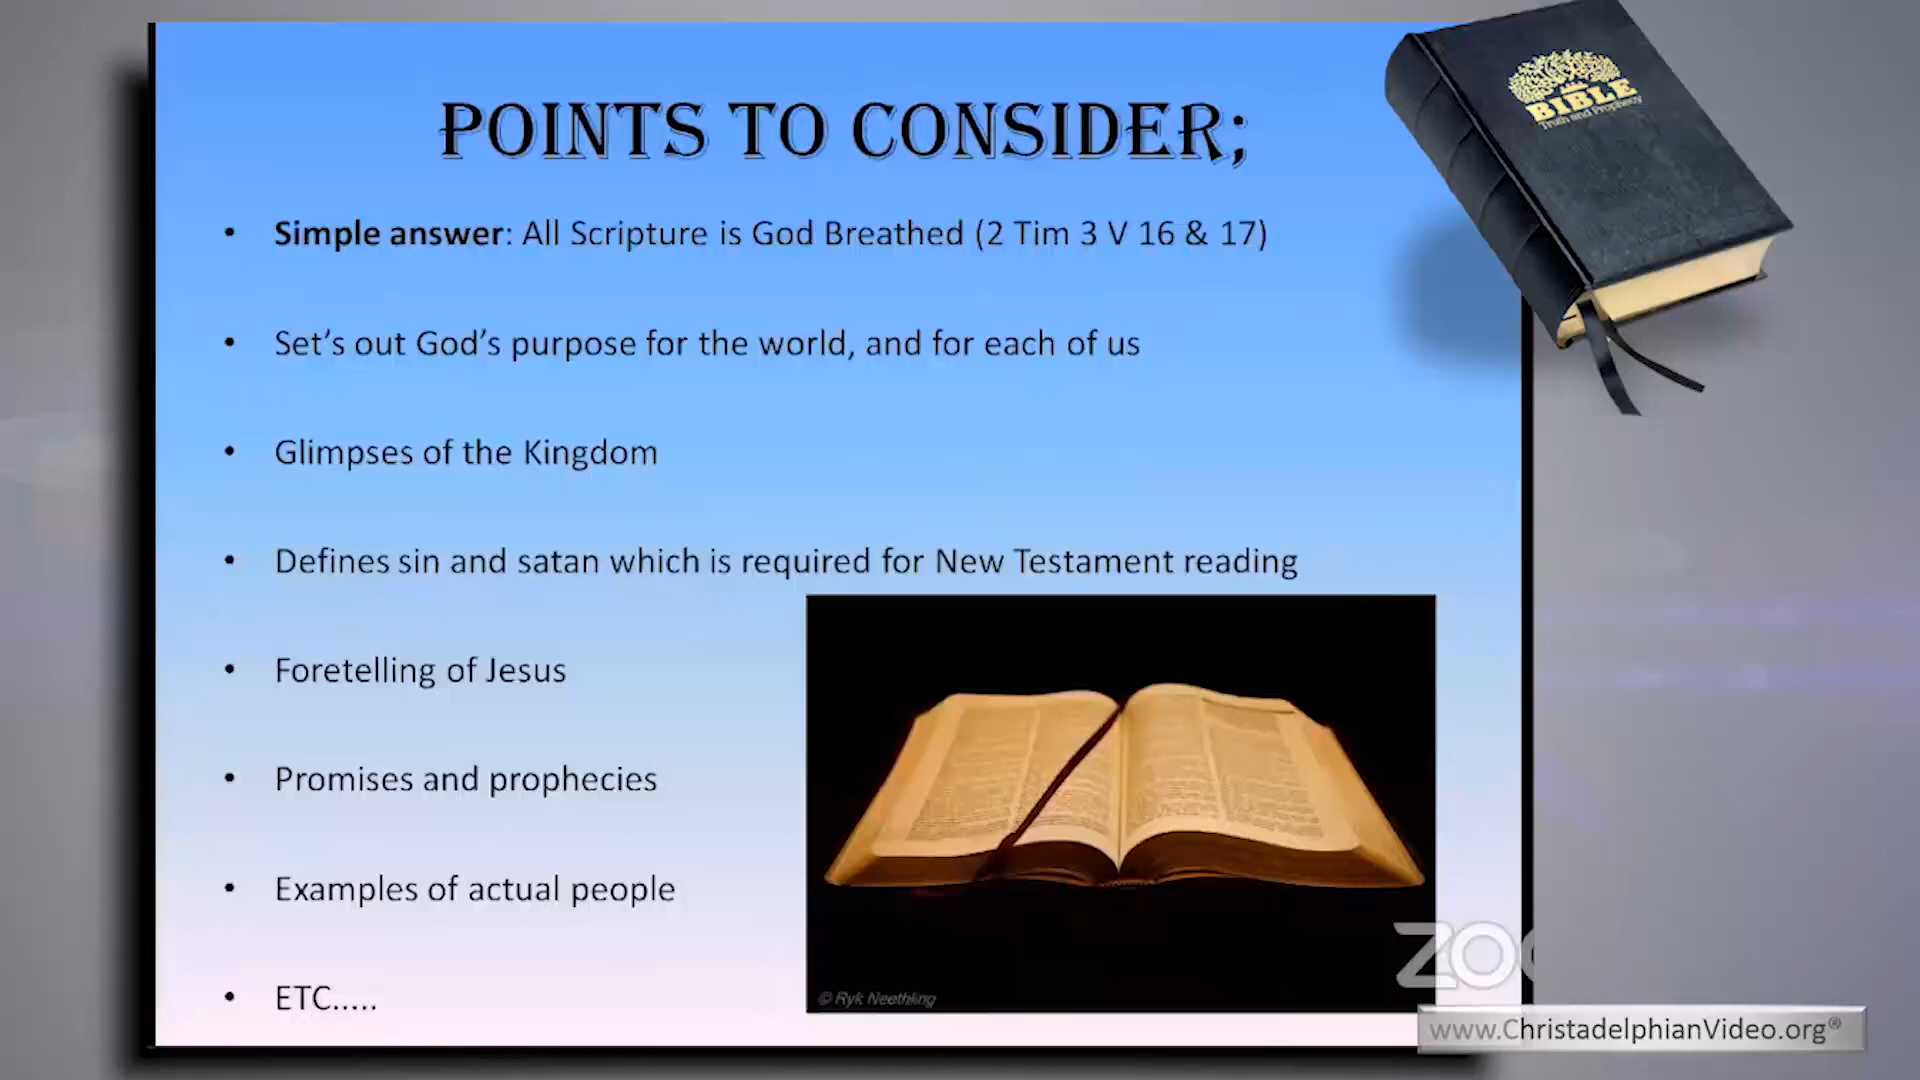 POINTS TO CONSIDER;
BIBLE
Truth and Prophecy
• Simple answer: All Scripture is God Breathed (2 Tim 3 V 16 & 17)
• Set’s out God’s purpose for the world, and for each of us
• Glimpses of the Kingdom
• Defines sin and satan which is required for New Testament reading
• Foretelling of Jesus
• Promises and prophecies
• Examples of actual people
• ETC.....
© Ryk Neethling
www.ChristadelphianVideo.org®